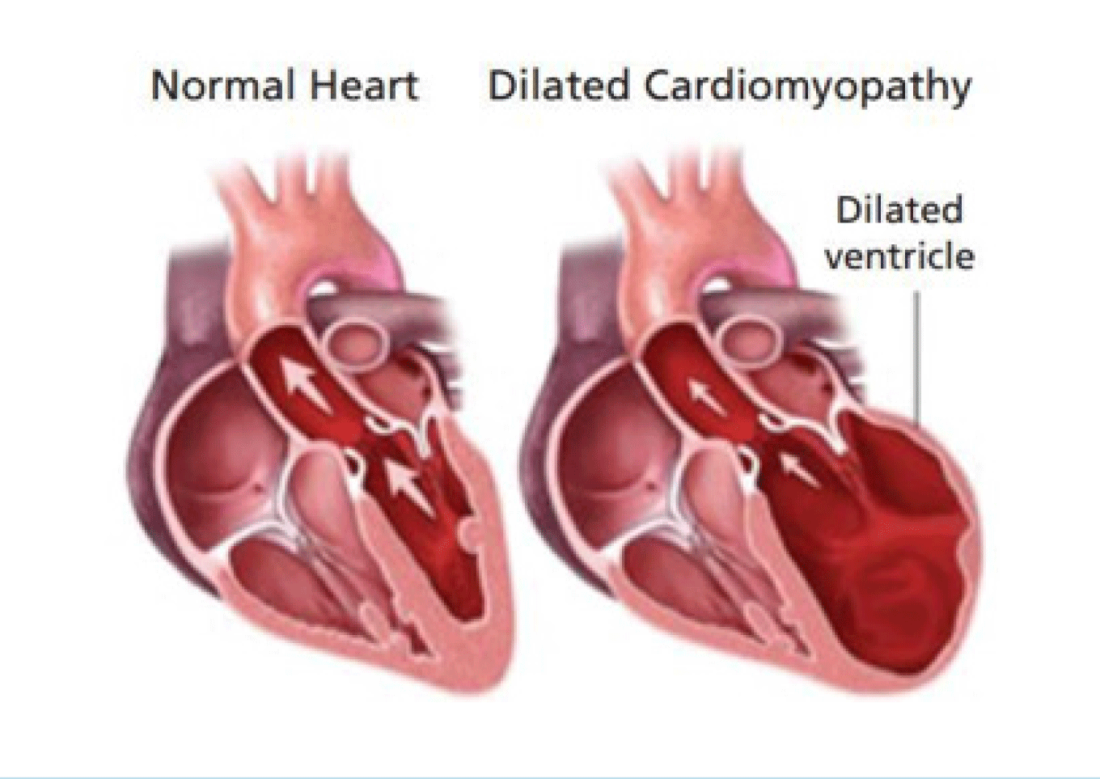 Normal Heart
Dilated Cardiomyopathy
Dilated
ventricle